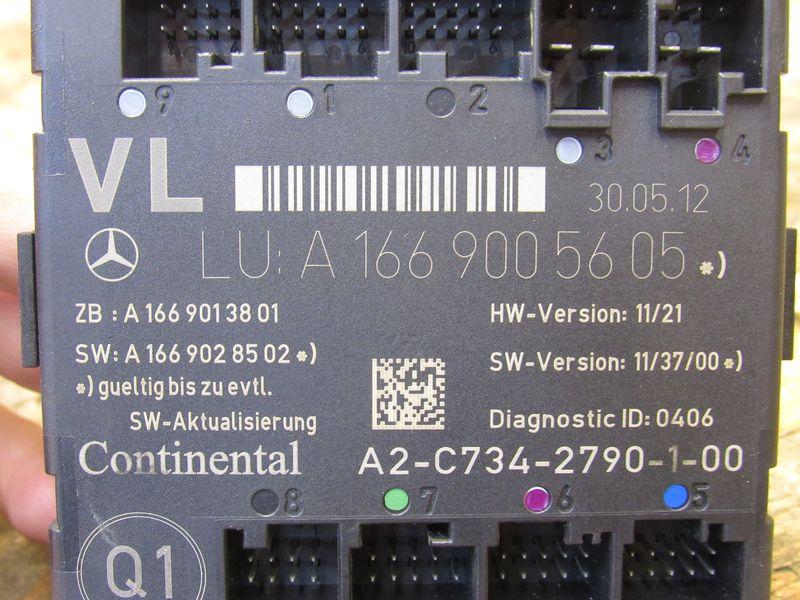 9 1 2 3 4
VL
30.05.12
LU: A 166 900 56 05 *)
ZB : A 166 901 38 01
HW-Version: 11/21
SW: A 166 902 85 02 *)
SW-Version: 11/37/00 *)
*) gueltig bis zu evtl.
SW-Aktualisierung
Diagnostic ID: 0406
Continental
A2-C734-2790-1-00
8 7 6 5
Q1